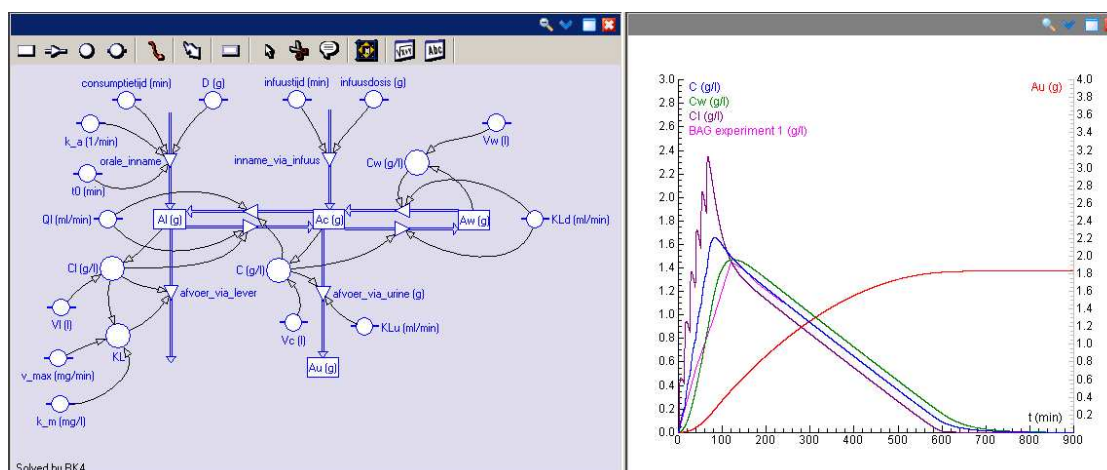 √x+y
Abc
consumptietijd (min)
D (g)
infuustijd (min)
infuusdosis (g)
k_a (1/min)
Vw (l)
orale_inname
inname_via_infuus
Cw (g/l)
t0 (min)
Ql (ml/min)
Al (g)
Ac (g)
Aw (g)
KLd (ml/min)
Cl (g/l)
C (g/l)
afvoer_via_lever
afvoer_via_urine (g)
Vl (l)
Vc (l)
KLu (ml/min)
KL
v_max (mg/min)
Au (g)
k_m (mg/l)
Solved by RK4
C (g/l)
Cw (g/l)
Cl (g/l)
BAG experiment 1 (g/l)
Au (g)
3.0
2.8
2.6
2.4
2.2
2.0
1.8
1.6
1.4
1.2
1.0
0.8
0.6
0.4
0.2
0.0
4.0
3.8
3.6
3.4
3.2
3.0
2.8
2.6
2.4
2.2
2.0
1.8
1.6
1.4
1.2
1.0
0.8
0.6
0.4
0.2
0.0
t (min)
0 100 200 300 400 500 600 700 800 900